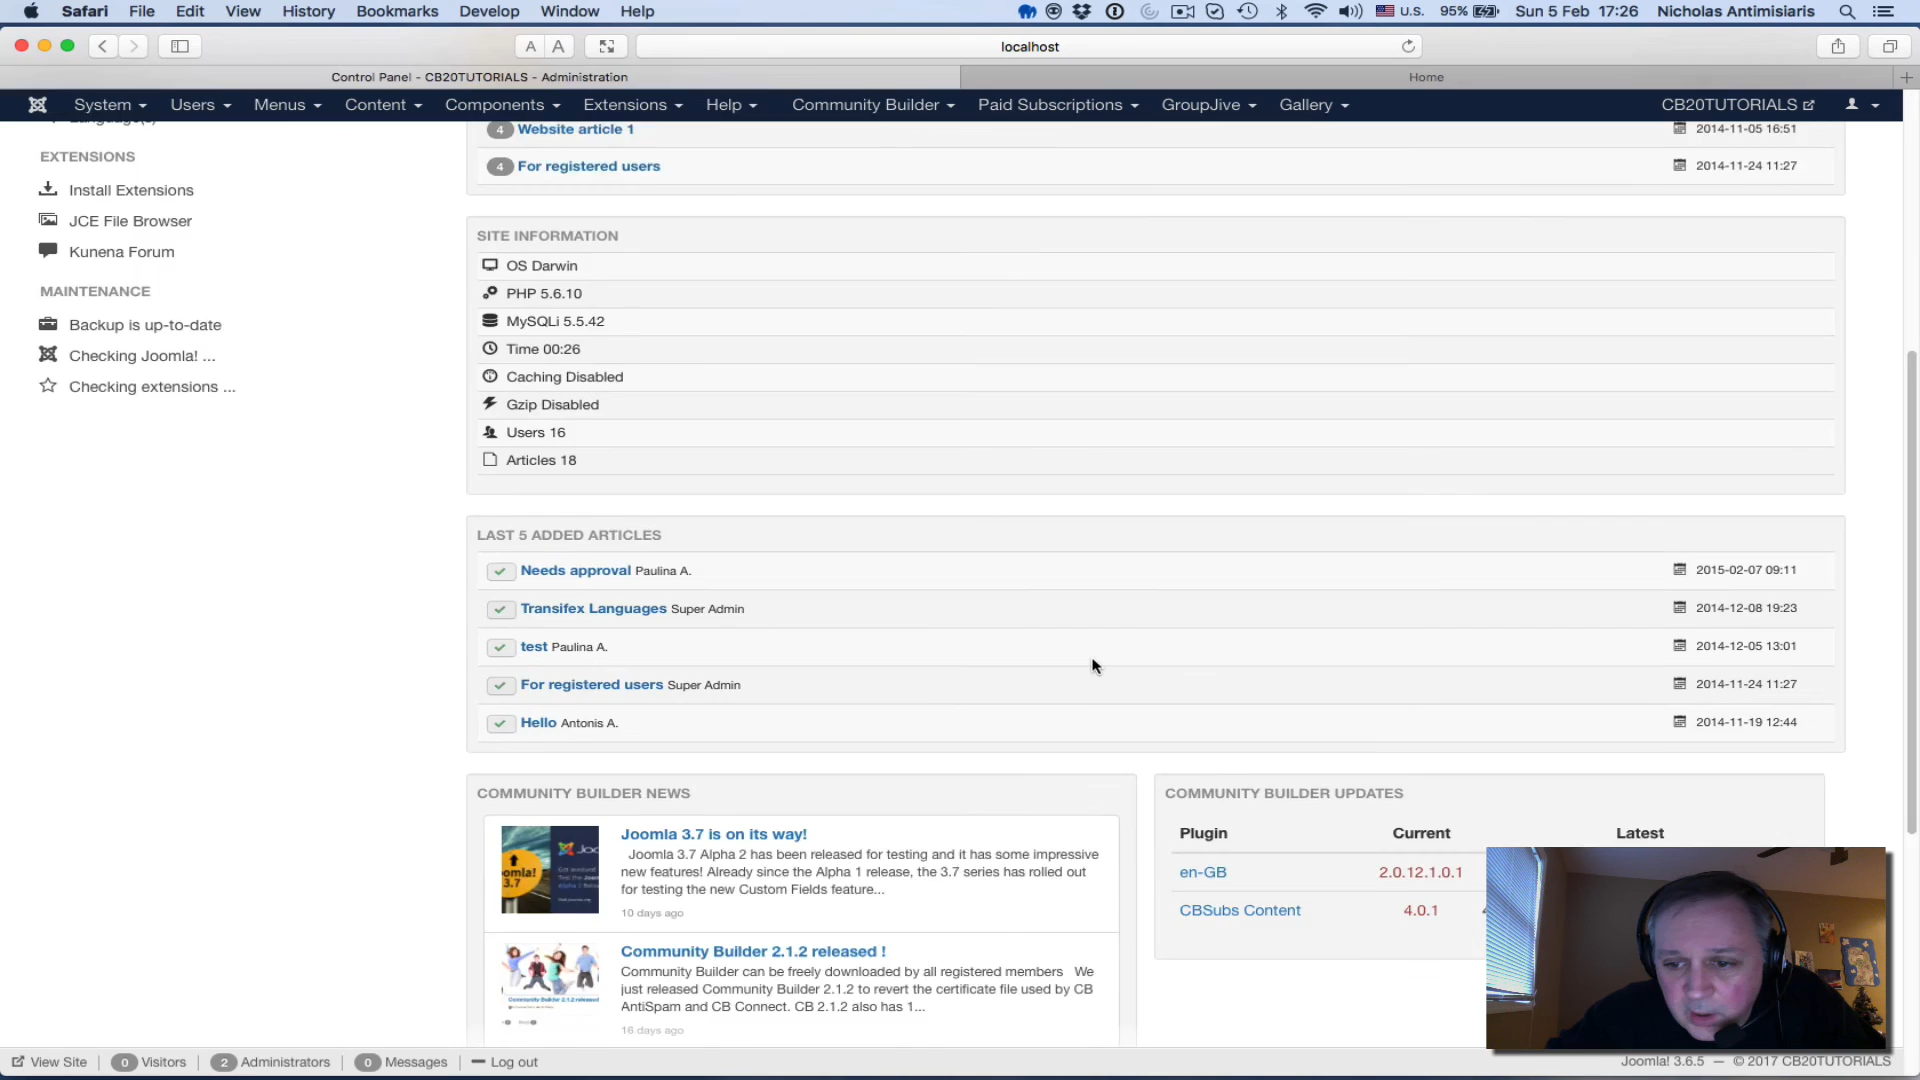 Safari File Edit View History Bookmarks Develop Window Help U.S. 95% Sun 5 Feb 17:26 Nicholas Antimisiaris
A A localhost
Control Panel - CB20TUTORIALS - Administration Home
System Users Menus Content Components Extensions Help Community Builder Paid Subscriptions GroupJive Gallery CB20TUTORIALS
4 Website article 1 2014-11-05 16:51
4 For registered users 2014-11-24 11:27
EXTENSIONS
Install Extensions
JCE File Browser
Kunena Forum
MAINTENANCE
Backup is up-to-date
Checking Joomla! ...
Checking extensions ...
SITE INFORMATION
OS Darwin
PHP 5.6.10
MySQLi 5.5.42
Time 00:26
Caching Disabled
Gzip Disabled
Users 16
Articles 18
LAST 5 ADDED ARTICLES
Needs approval Paulina A. 2015-02-07 09:11
Transifex Languages Super Admin 2014-12-08 19:23
test Paulina A. 2014-12-05 13:01
For registered users Super Admin 2014-11-24 11:27
Hello Antonis A. 2014-11-19 12:44
COMMUNITY BUILDER NEWS
Joomla 3.7 is on its way!
Joomla 3.7 Alpha 2 has been released for testing and it has some impressive
new features! Already since the Alpha 1 release, the 3.7 series has rolled out
for testing the new Custom Fields feature...
10 days ago
Community Builder 2.1.2 released !
Community Builder can be freely downloaded by all registered members We
just released Community Builder 2.1.2 to revert the certificate file used by CB
AntiSpam and CB Connect. CB 2.1.2 also has 1...
16 days ago
COMMUNITY BUILDER UPDATES
Plugin Current Latest
en-GB 2.0.12.1.0.1
CBSubs Content 4.0.1
View Site 0 Visitors 2 Administrators 0 Messages Log out Joomla! 3.6.5 — © 2017 CB20TUTORIALS